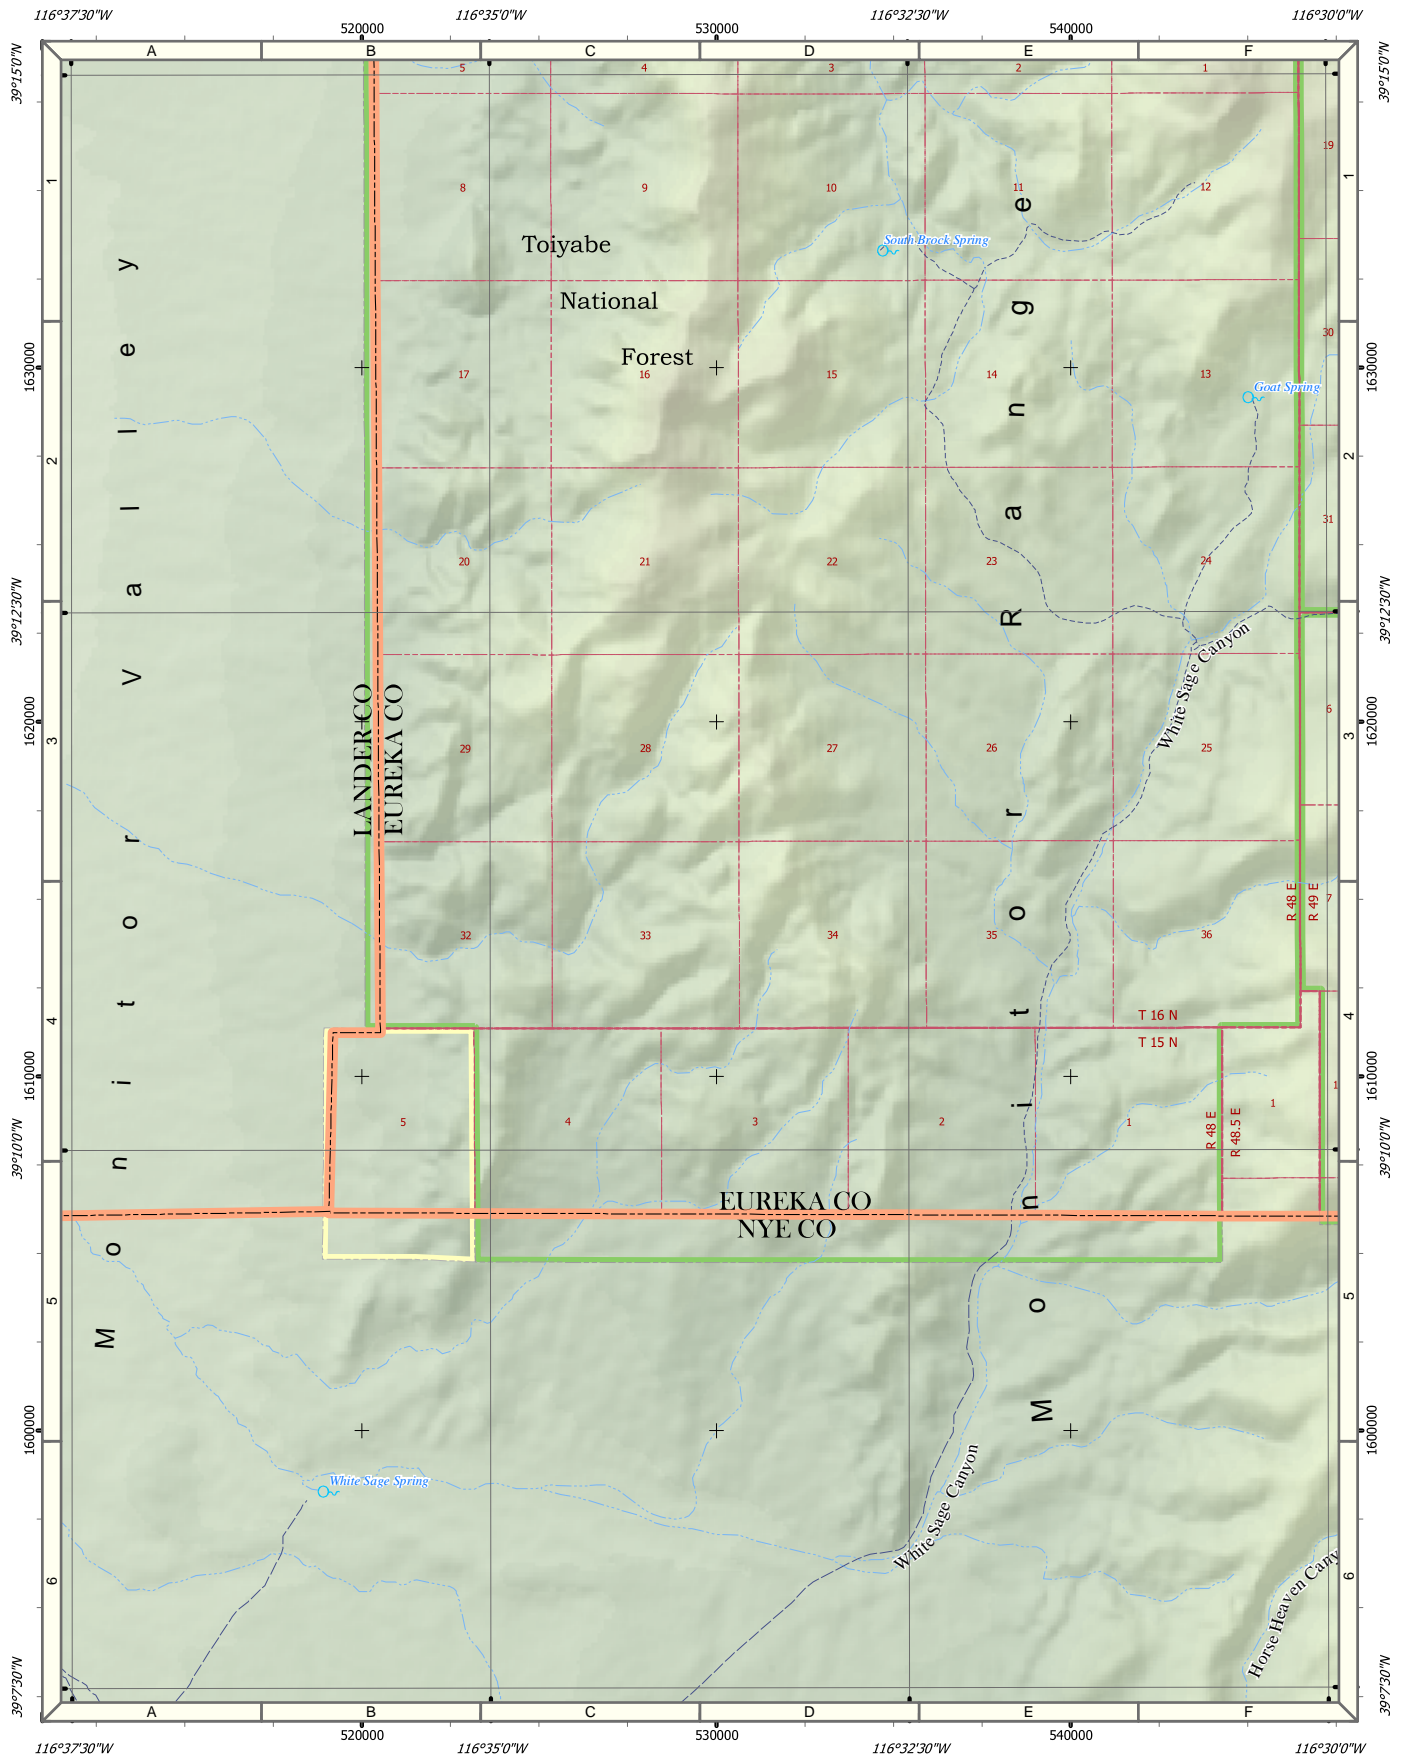 116°37'30"W 116°35'0"W 116°32'30"W 116°30'0"W
520000 530000 540000
A B C D E F
39°15'0"N 39°15'0"N
5 4 3 2 1
19
1 1
8 9 10 11 12
South Brock Spring
Toiyabe
National
30
Forest
1630000 1630000
17 16 15 14 13
Goat Spring
2 2
31
20 21 22 23 24
39°12'30"N 39°12'30"N
White Sage Canyon
LANDER CO
EUREKA CO
6
1620000 1620000
3 3
29 28 27 26 25
R 48 E
R 49 E
7
32 33 34 35 36
4 4
T 16 N
T 15 N
1610000 1610000
1
R 48 E
R 48.5 E
1
5 4 3 2 1
39°10'0"N 39°10'0"N
EUREKA CO
NYE CO
5 5
Monitor Valley
Monitor Range
1600000 1600000
White Sage Spring
White Sage Canyon
6 6
Horse Heaven Cany
39°7'30"N 39°7'30"N
A B C D E F
520000 530000 540000
116°37'30"W 116°35'0"W 116°32'30"W 116°30'0"W